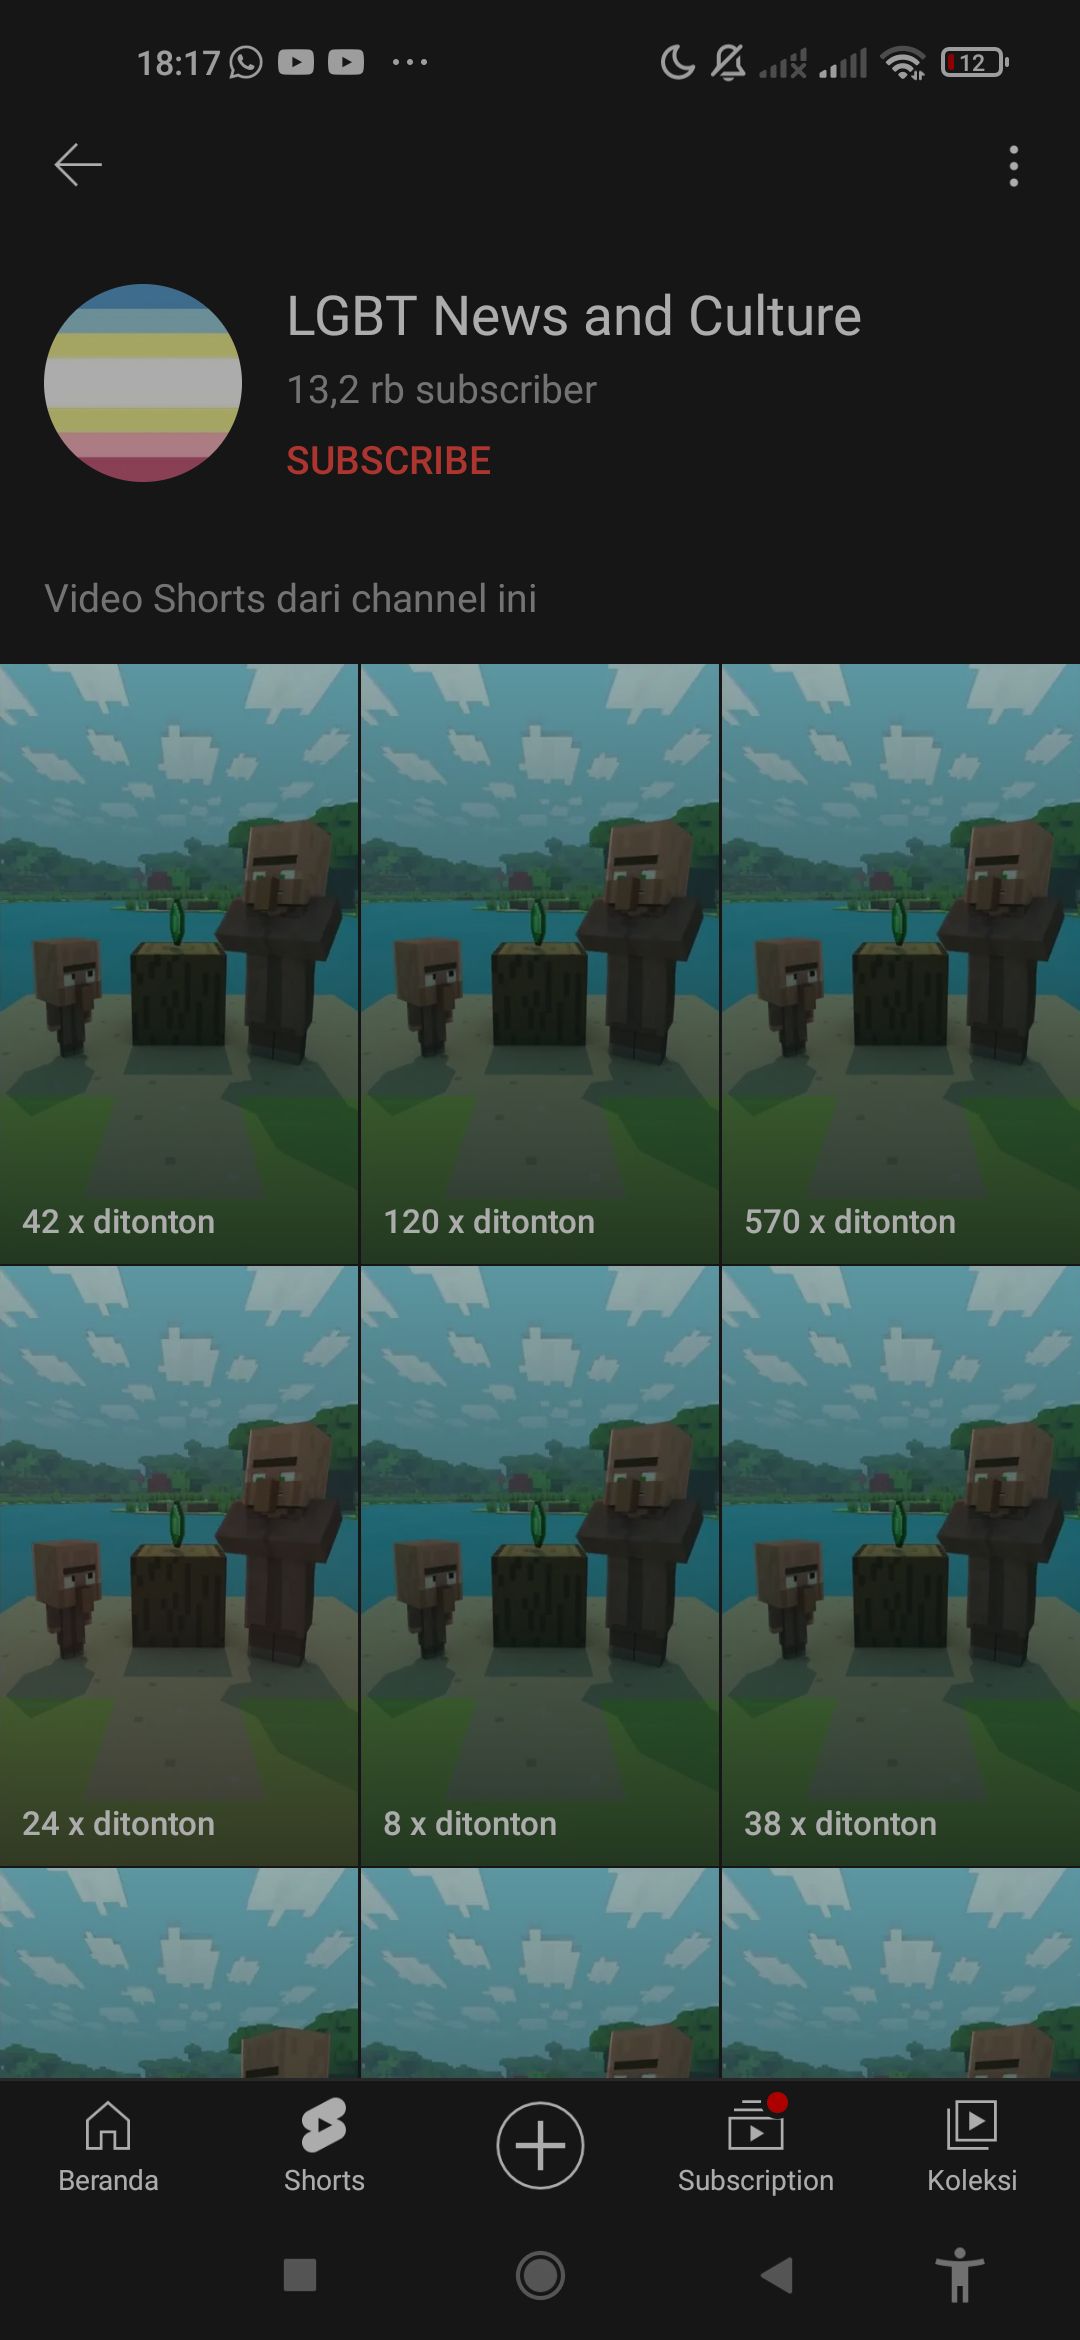 18:17
12
LGBT News and Culture
13,2 rb subscriber
SUBSCRIBE
Video Shorts dari channel ini
42 x ditonton
120 x ditonton
570 x ditonton
24 x ditonton
8 x ditonton
38 x ditonton
Beranda
Shorts
Subscription
Koleksi